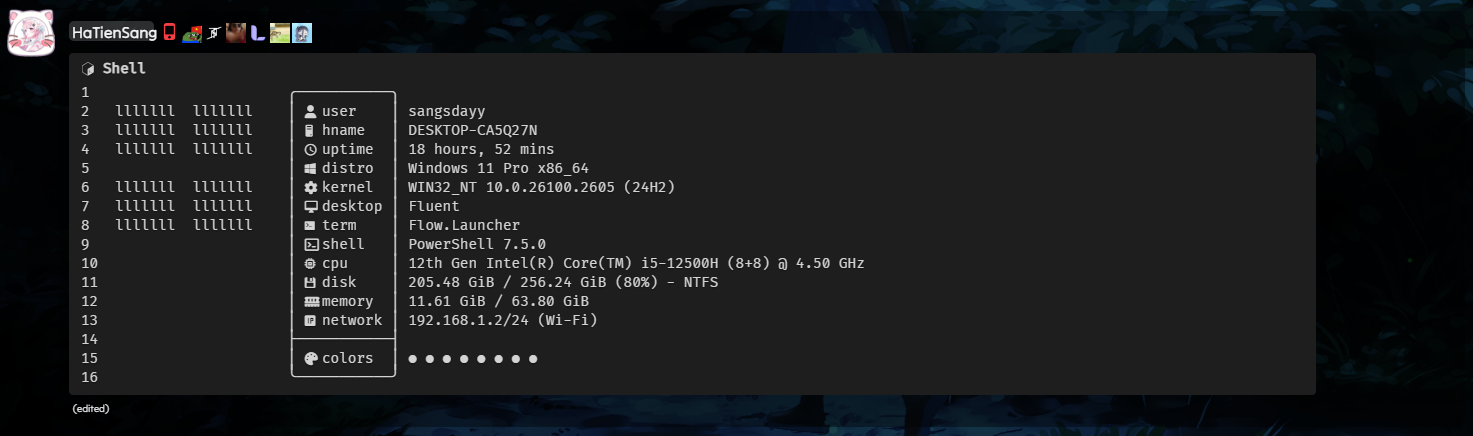 HaTienSang
Shell
1
2 lllllll lllllll user sangsdayy
3 lllllll lllllll hname DESKTOP-CA5Q27N
4 lllllll lllllll uptime 18 hours, 52 mins
5 distro Windows 11 Pro x86_64
6 lllllll lllllll kernel WIN32_NT 10.0.26100.2605 (24H2)
7 lllllll lllllll desktop Fluent
8 lllllll lllllll term Flow.Launcher
9 shell PowerShell 7.5.0
10 cpu 12th Gen Intel(R) Core(TM) i5-12500H (8+8) @ 4.50 GHz
11 disk 205.48 GiB / 256.24 GiB (80%) - NTFS
12 memory 11.61 GiB / 63.80 GiB
13 network 192.168.1.2/24 (Wi-Fi)
14
15 colors ● ● ● ● ● ● ● ●
16
(edited)